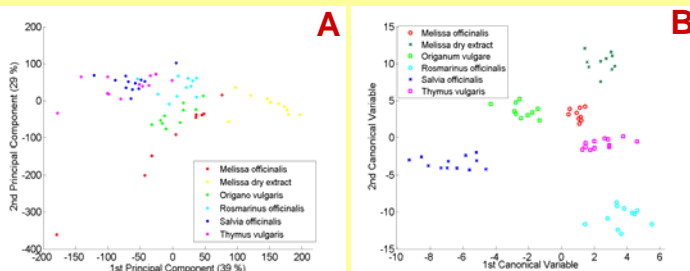 A
2nd Principal Component (29 %)
200
100
0
-100
-200
-300
-400
Melissa officinalis
Melissa dry extract
Origano vulgaris
Rosmarinus officinalis
Salvia officinalis
Thymus vulgaris
-200 -150 -100 -50 0 50 100 150 200
1st Principal Component (39 %)
B
2nd Canonical Variable
15
10
5
0
-5
-10
-15
Melissa officinalis
Melissa dry extract
Origanum vulgare
Rosmarinus officinalis
Salvia officinalis
Thymus vulgaris
-10 -8 -6 -4 -2 0 2 4 6
1st Canonical Variable